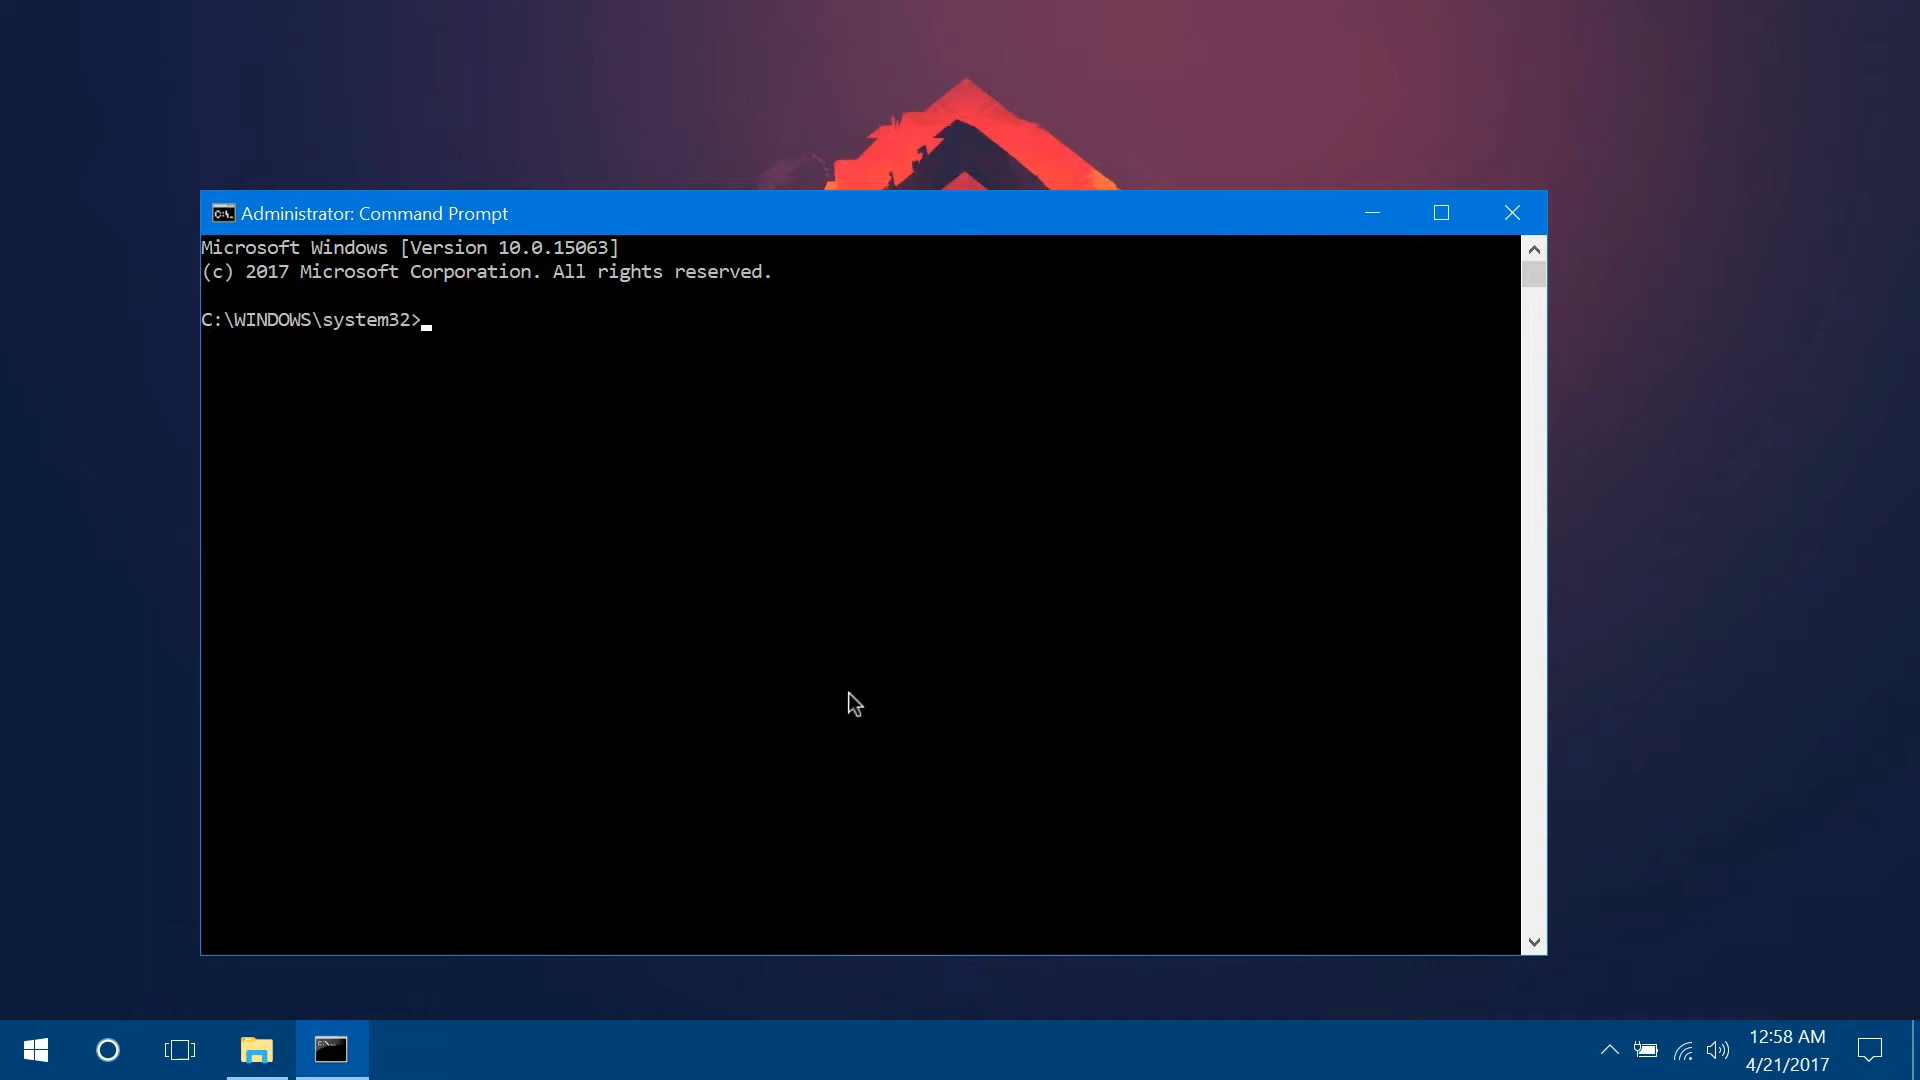 Administrator: Command Prompt
Microsoft Windows [Version 10.0.15063]
(c) 2017 Microsoft Corporation. All rights reserved.
C:\WINDOWS\system32>
12:58 AM
4/21/2017